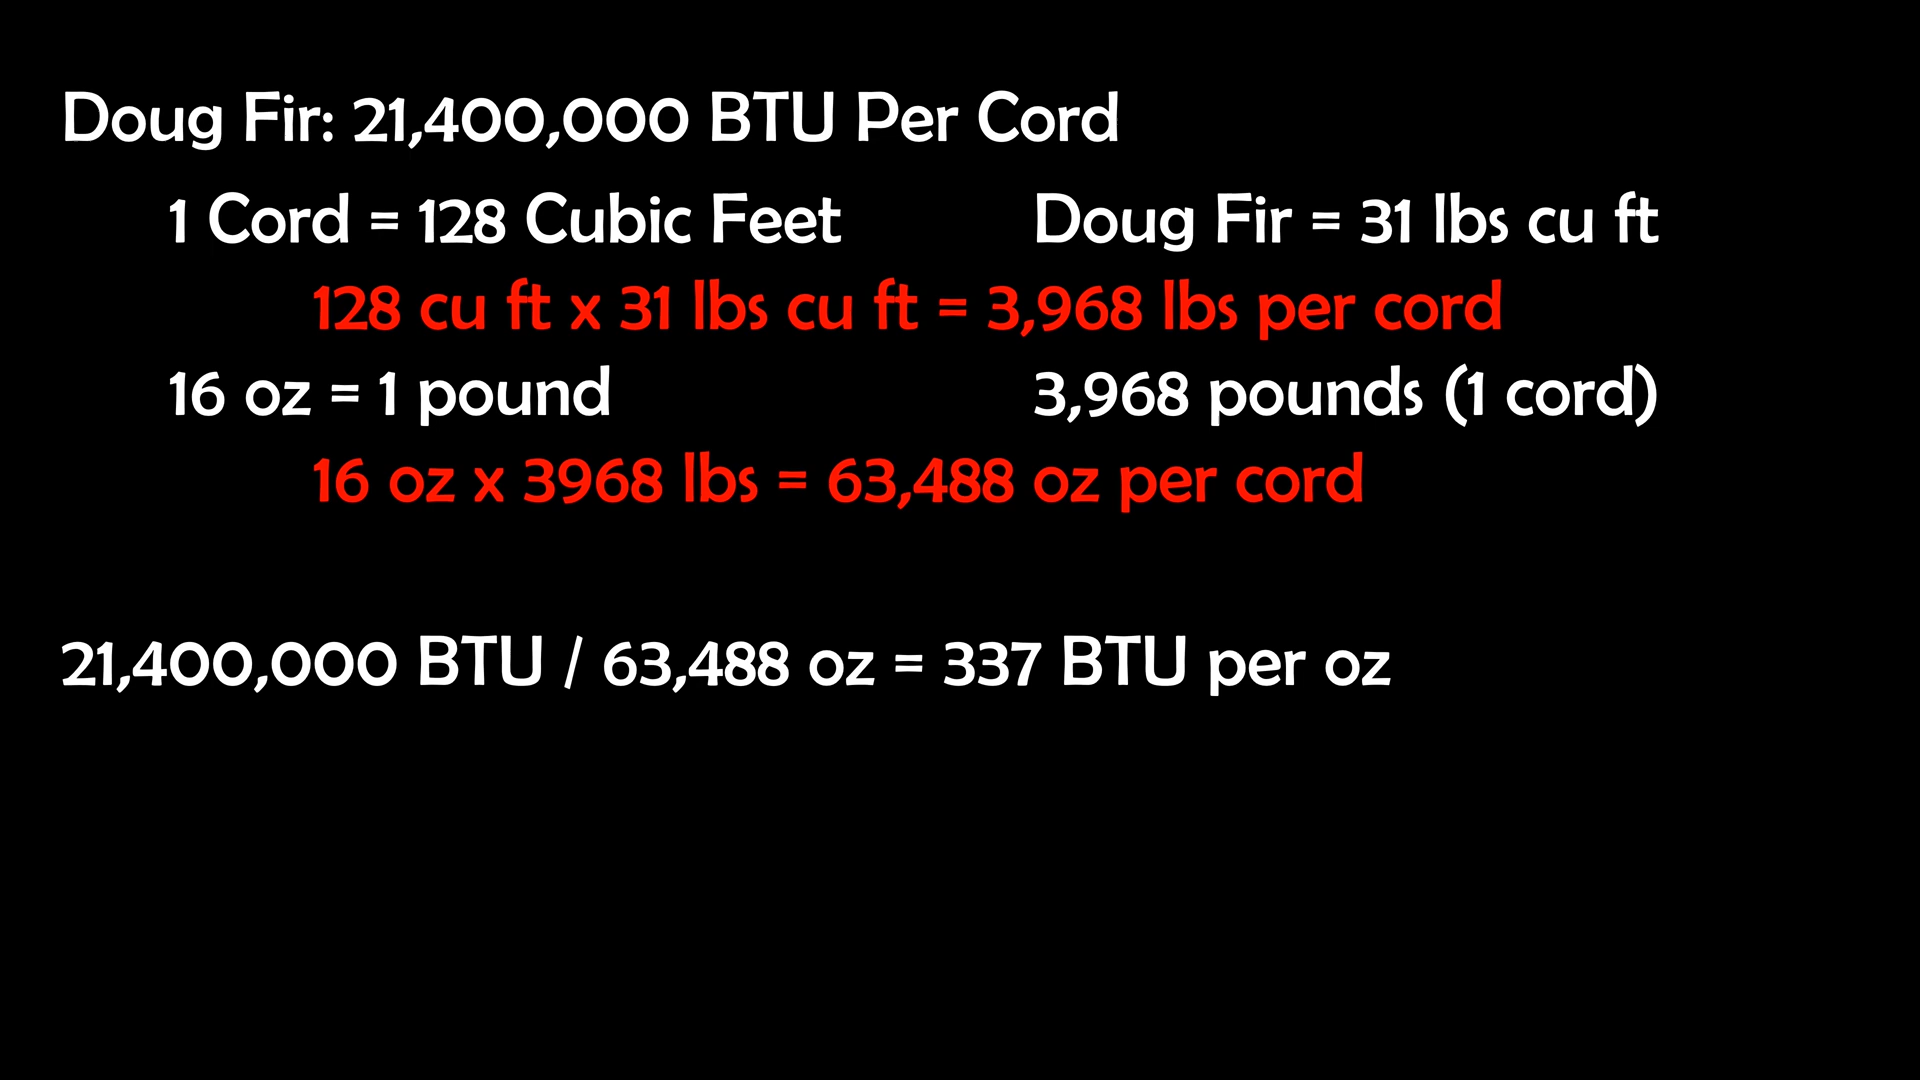 Doug Fir: 21,400,000 BTU Per Cord
1 Cord = 128 Cubic Feet
Doug Fir = 31 lbs cu ft
128 cu ft x 31 lbs cu ft = 3,968 lbs per cord
16 oz = 1 pound
3,968 pounds (1 cord)
16 oz x 3968 lbs = 63,488 oz per cord
21,400,000 BTU / 63,488 oz = 337 BTU per oz